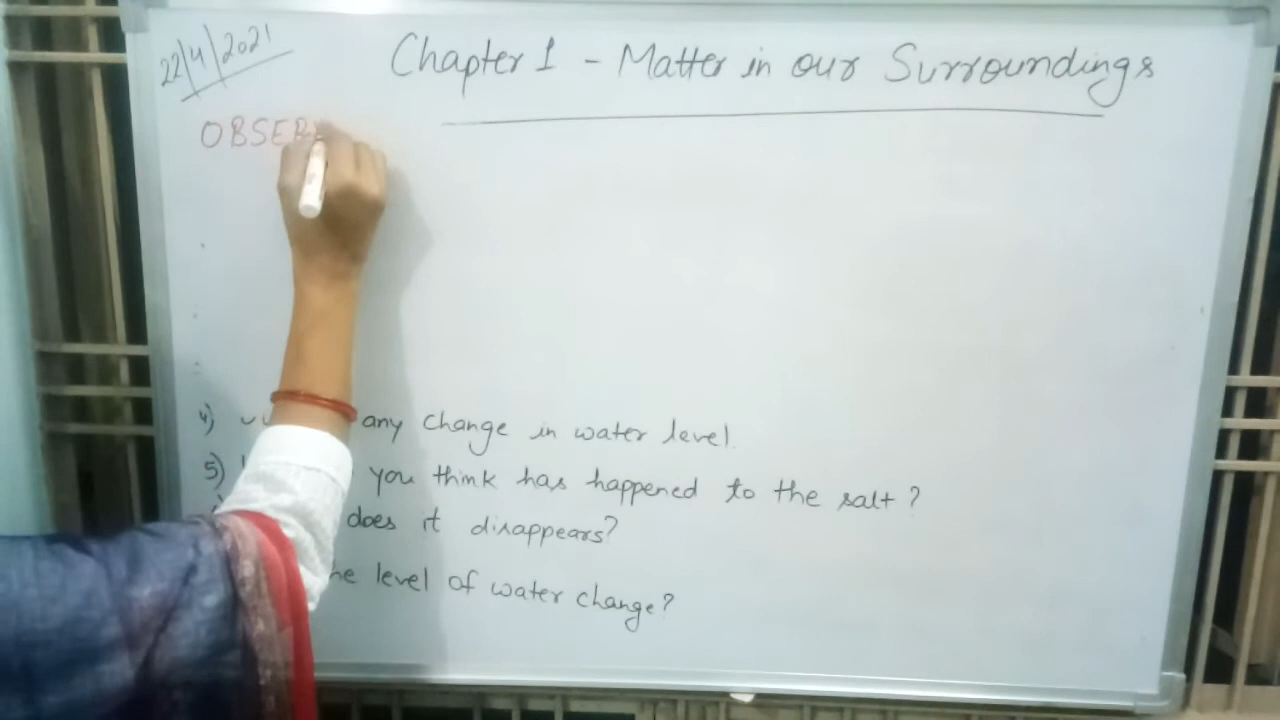 22/4/2021
Chapter 1 - Matter in our Surroundings
OBSER
4) any change in water level.
5) you think has happened to the salt?
does it disappears?
level of water change?